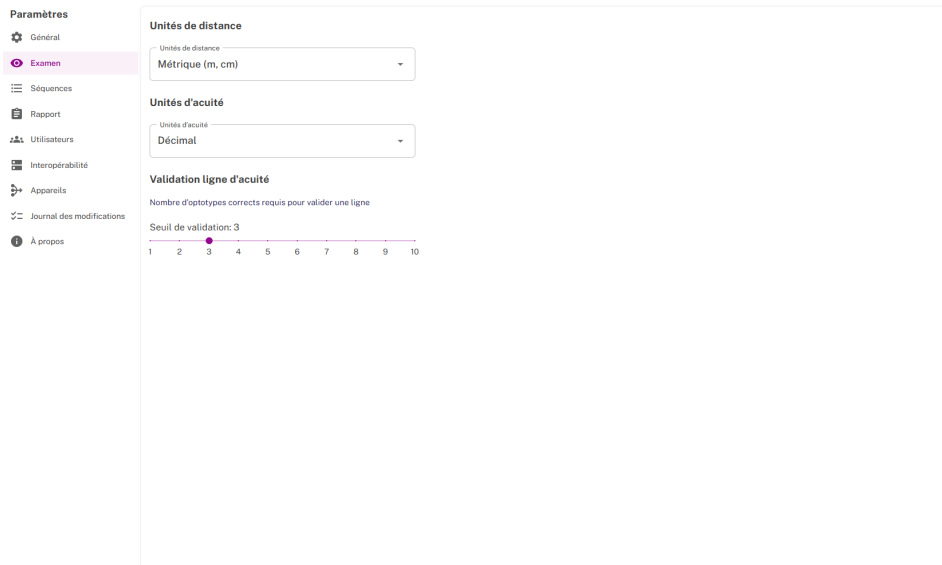 Paramètres
Général
Examen
Séquences
Rapport
Utilisateurs
Interopérabilité
Appareils
Journal des modifications
À propos
Unités de distance
Unités de distance
Métrique (m, cm)
Unités d'acuité
Unités d'acuité
Décimal
Validation ligne d'acuité
Nombre d'optotypes corrects requis pour valider une ligne
Seuil de validation: 3
1 2 3 4 5 6 7 8 9 10